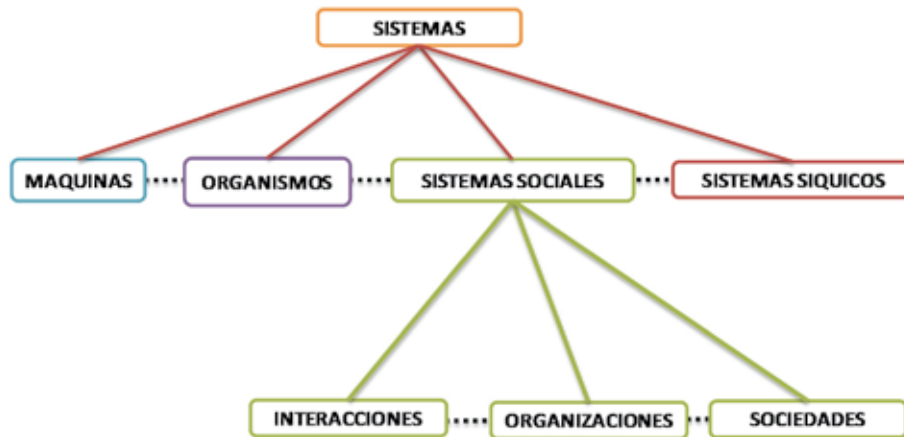 SISTEMAS
MAQUINAS
ORGANISMOS
SISTEMAS SOCIALES
SISTEMAS SIQUICOS
INTERACCIONES
ORGANIZACIONES
SOCIEDADES